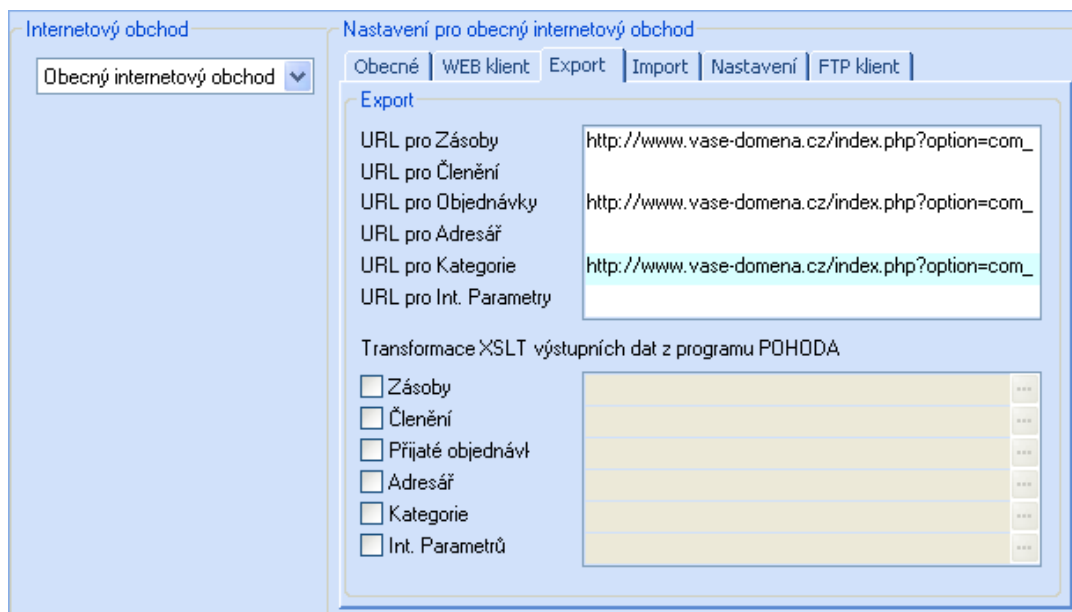 Internetový obchod
Obecný internetový obchod
Nastavení pro obecný internetový obchod
Obecné WEB klient Export Import Nastavení FTP klient
Export
URL pro Zásoby http://www.vase-domena.cz/index.php?option=com_
URL pro Členění
URL pro Objednávky http://www.vase-domena.cz/index.php?option=com_
URL pro Adresář
URL pro Kategorie http://www.vase-domena.cz/index.php?option=com_
URL pro Int. Parametry
Transformace XSLT výstupních dat z programu POHODA
Zásoby ...
Členění ...
Přijaté objednávk ...
Adresář ...
Kategorie ...
Int. Parametrů ...